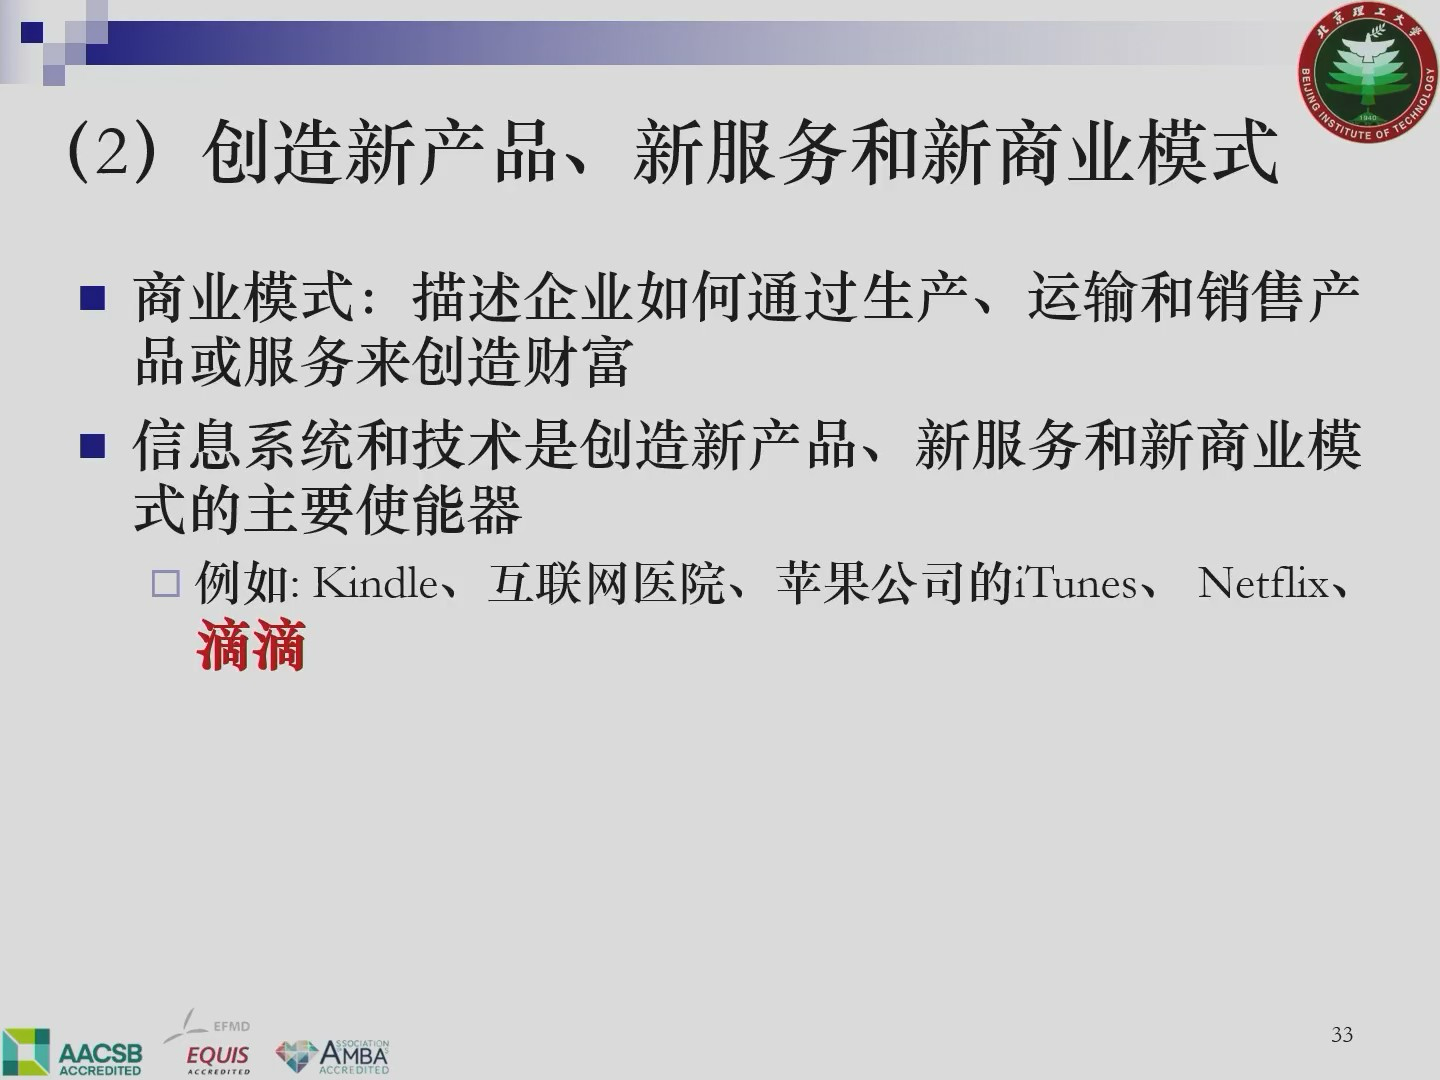 北京理工大学
BEIJING INSTITUTE OF TECHNOLOGY
1940
（2）创造新产品、新服务和新商业模式
商业模式：描述企业如何通过生产、运输和销售产
品或服务来创造财富
信息系统和技术是创造新产品、新服务和新商业模
式的主要使能器
例如: Kindle、互联网医院、苹果公司的iTunes、 Netflix、
滴滴
AACSB
ACCREDITED
EFMD
EQUIS
ACCREDITED
ASSOCIATION
AMBA'S
ACCREDITED
33